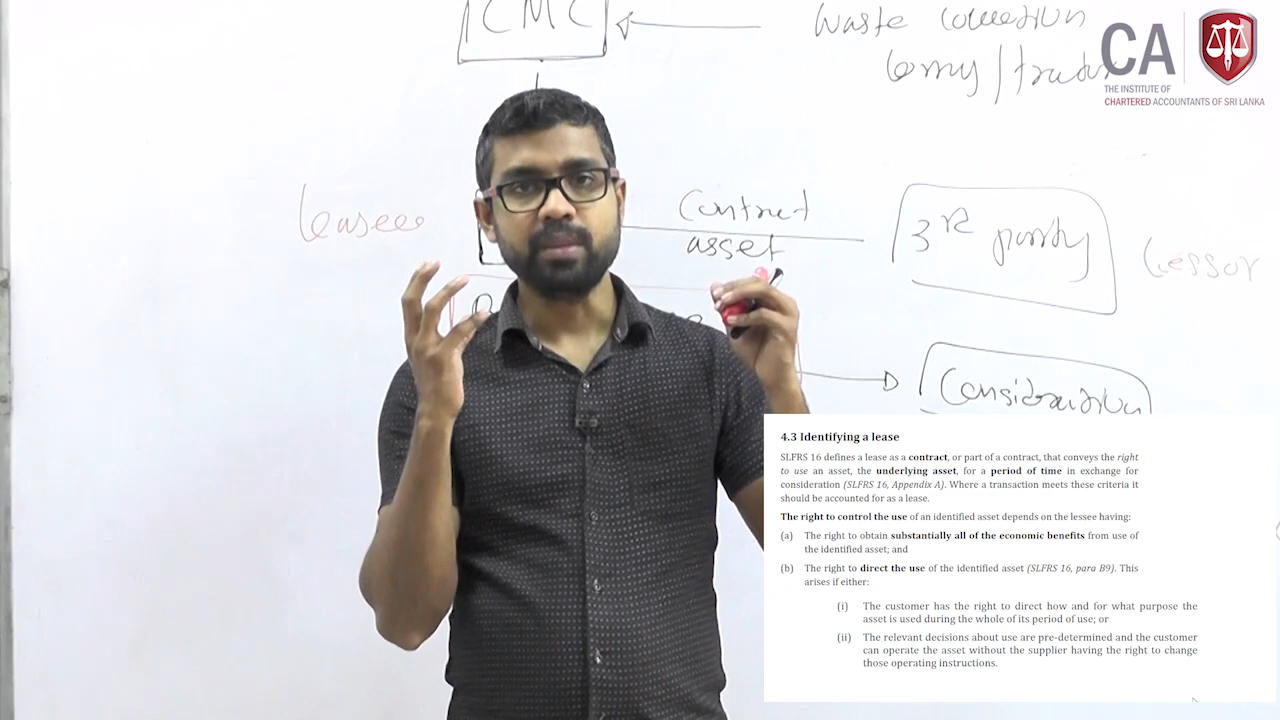 CMC
waste collection
lorry/tractor
CA
THE INSTITUTE OF
CHARTERED ACCOUNTANTS OF SRI LANKA
leasee
Contract
asset
3rd party
Lessor
Consideration
4.3 Identifying a lease
SLFRS 16 defines a lease as a contract, or part of a contract, that conveys the right
to use an asset, the underlying asset, for a period of time in exchange for
consideration (SLFRS 16, Appendix A). Where a transaction meets these criteria it
should be accounted for as a lease.
The right to control the use of an identified asset depends on the lessee having:
(a) The right to obtain substantially all of the economic benefits from use of
the identified asset; and
(b) The right to direct the use of the identified asset (SLFRS 16, para B9). This
arises if either:
(i) The customer has the right to direct how and for what purpose the
asset is used during the whole of its period of use; or
(ii) The relevant decisions about use are pre-determined and the customer
can operate the asset without the supplier having the right to change
those operating instructions.